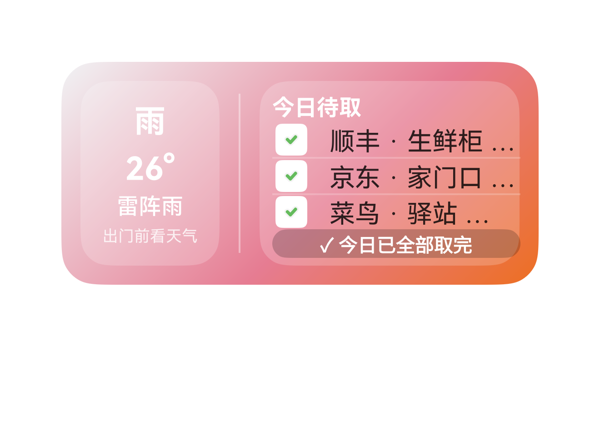 雨
26°
雷阵雨
出门前看天气
今日待取
顺丰 · 生鲜柜 ...
京东 · 家门口 ...
菜鸟 · 驿站 ...
✓ 今日已全部取完